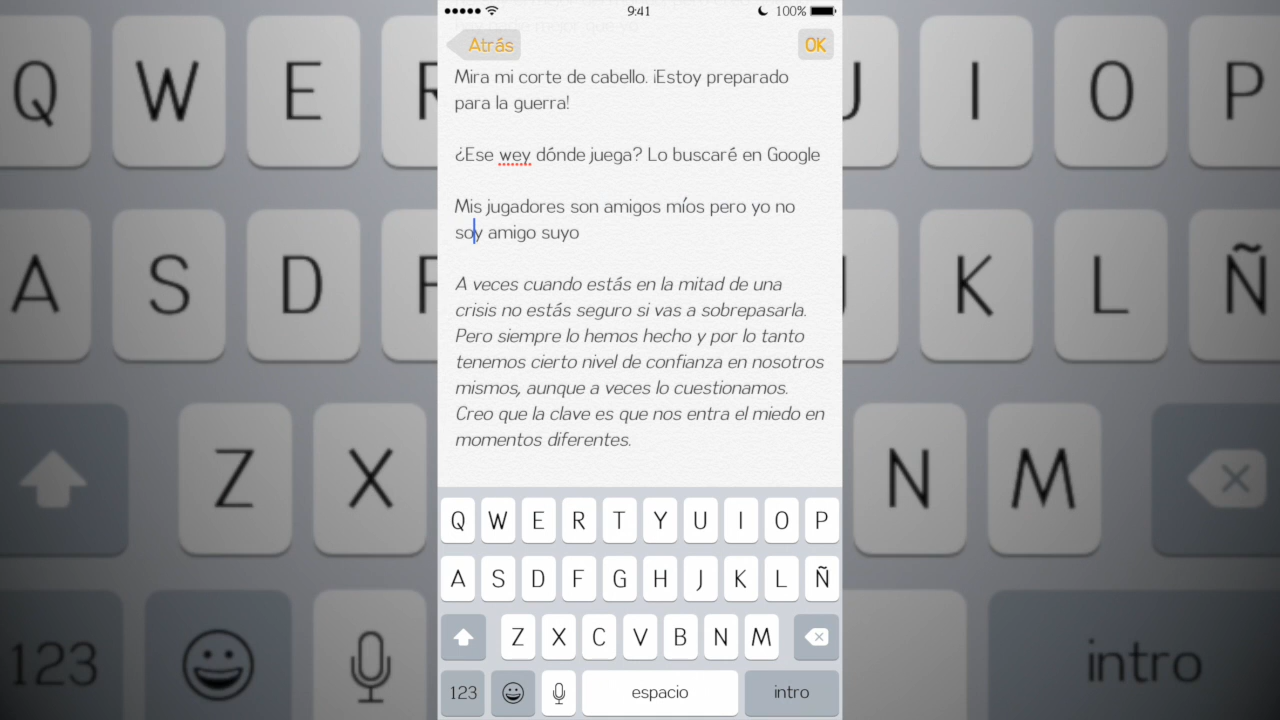 9:41
100%
Atrás
OK
Mira mi corte de cabello. ¡Estoy preparado
para la guerra!
¿Ese wey dónde juega? Lo buscaré en Google
Mis jugadores son amigos míos pero yo no
soy amigo suyo
A veces cuando estás en la mitad de una
crisis no estás seguro si vas a sobrepasarla.
Pero siempre lo hemos hecho y por lo tanto
tenemos cierto nivel de confianza en nosotros
mismos, aunque a veces lo cuestionamos.
Creo que la clave es que nos entra el miedo en
momentos diferentes.
Q W E R T Y U I O P
A S D F G H J K L Ñ
Z X C V B N M
123 espacio intro
Q W E R U I O P
A S D F K L Ñ
Z X N M
123 intro